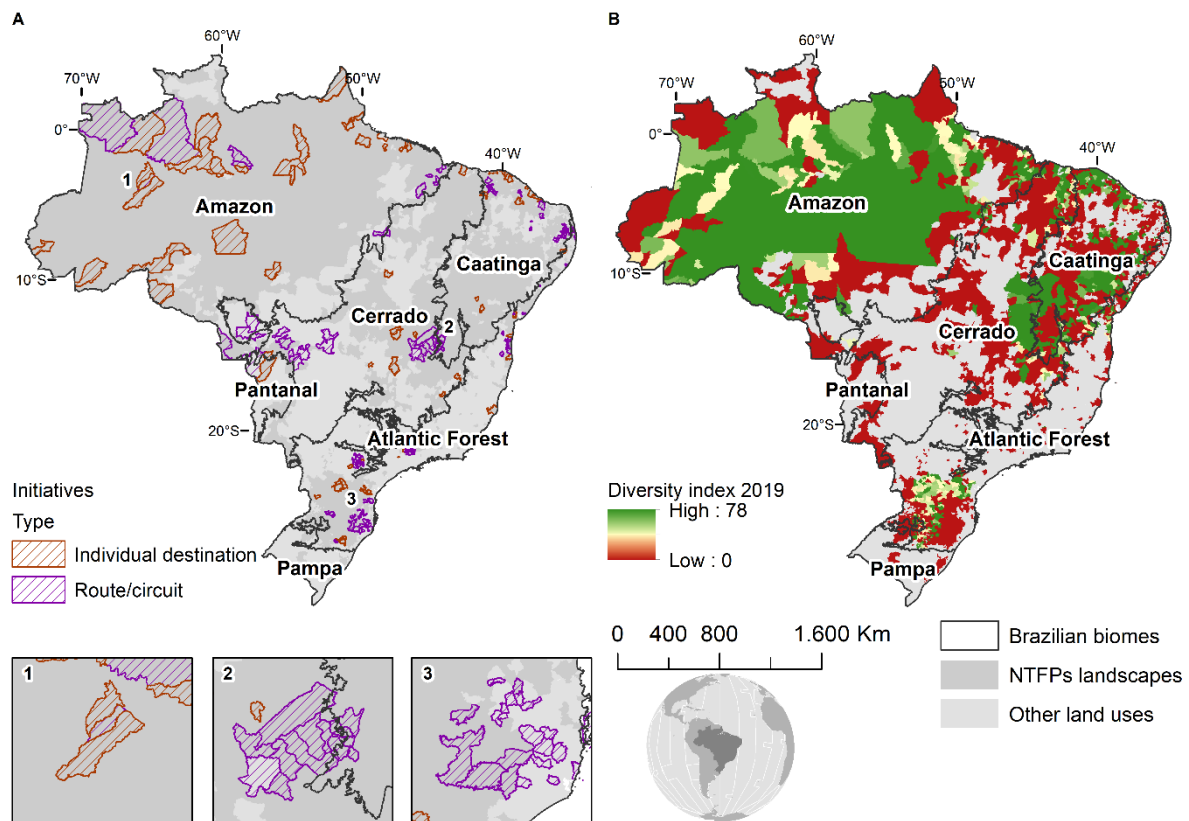 A
60°W
70°W
50°W
0°
40°W
1
Amazon
10°S
Caatinga
Cerrado
2
Pantanal
20°S
Atlantic Forest
3
Pampa
Initiatives
Type
Individual destination
Route/circuit
1
2
3
B
60°W
70°W
50°W
0°
40°W
Amazon
10°S
Caatinga
Cerrado
Pantanal
20°S
Atlantic Forest
Pampa
Diversity index 2019
High : 78
Low : 0
0 400 800 1.600 Km
Brazilian biomes
NTFPs landscapes
Other land uses